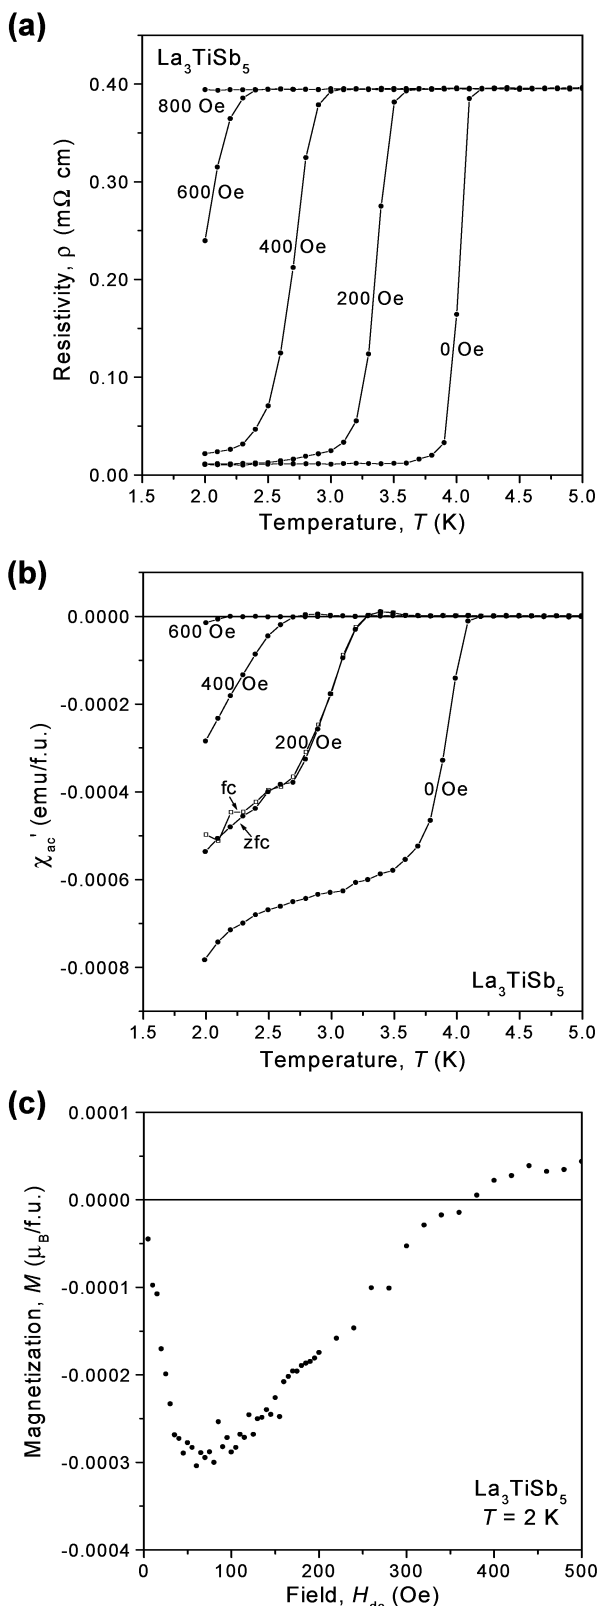 (a)
La3TiSb5
0.40
0.30
0.20
0.10
0.00
Resistivity, ρ (mΩ cm)
800 Oe
600 Oe
400 Oe
200 Oe
0 Oe
1.5 2.0 2.5 3.0 3.5 4.0 4.5 5.0
Temperature, T (K)
(b)
0.0000
-0.0002
-0.0004
-0.0006
-0.0008
χac' (emu/f.u.)
600 Oe
400 Oe
200 Oe
0 Oe
fc
zfc
La3TiSb5
1.5 2.0 2.5 3.0 3.5 4.0 4.5 5.0
Temperature, T (K)
(c)
0.0001
0.0000
-0.0001
-0.0002
-0.0003
-0.0004
Magnetization, M (μB/f.u.)
La3TiSb5
T = 2 K
0 100 200 300 400 500
Field, Hdc (Oe)